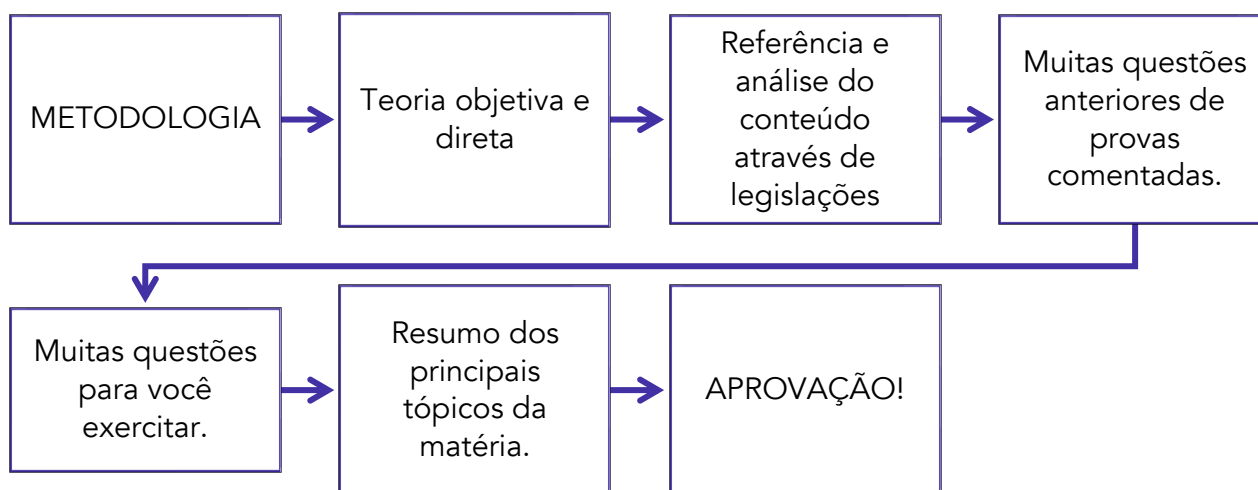 METODOLOGIA
Teoria objetiva e
direta
Referência e
análise do
conteúdo
através de
legislações
Muitas questões
anteriores de
provas
comentadas.
Muitas questões
para você
exercitar.
Resumo dos
principais
tópicos da
matéria.
APROVAÇÃO!